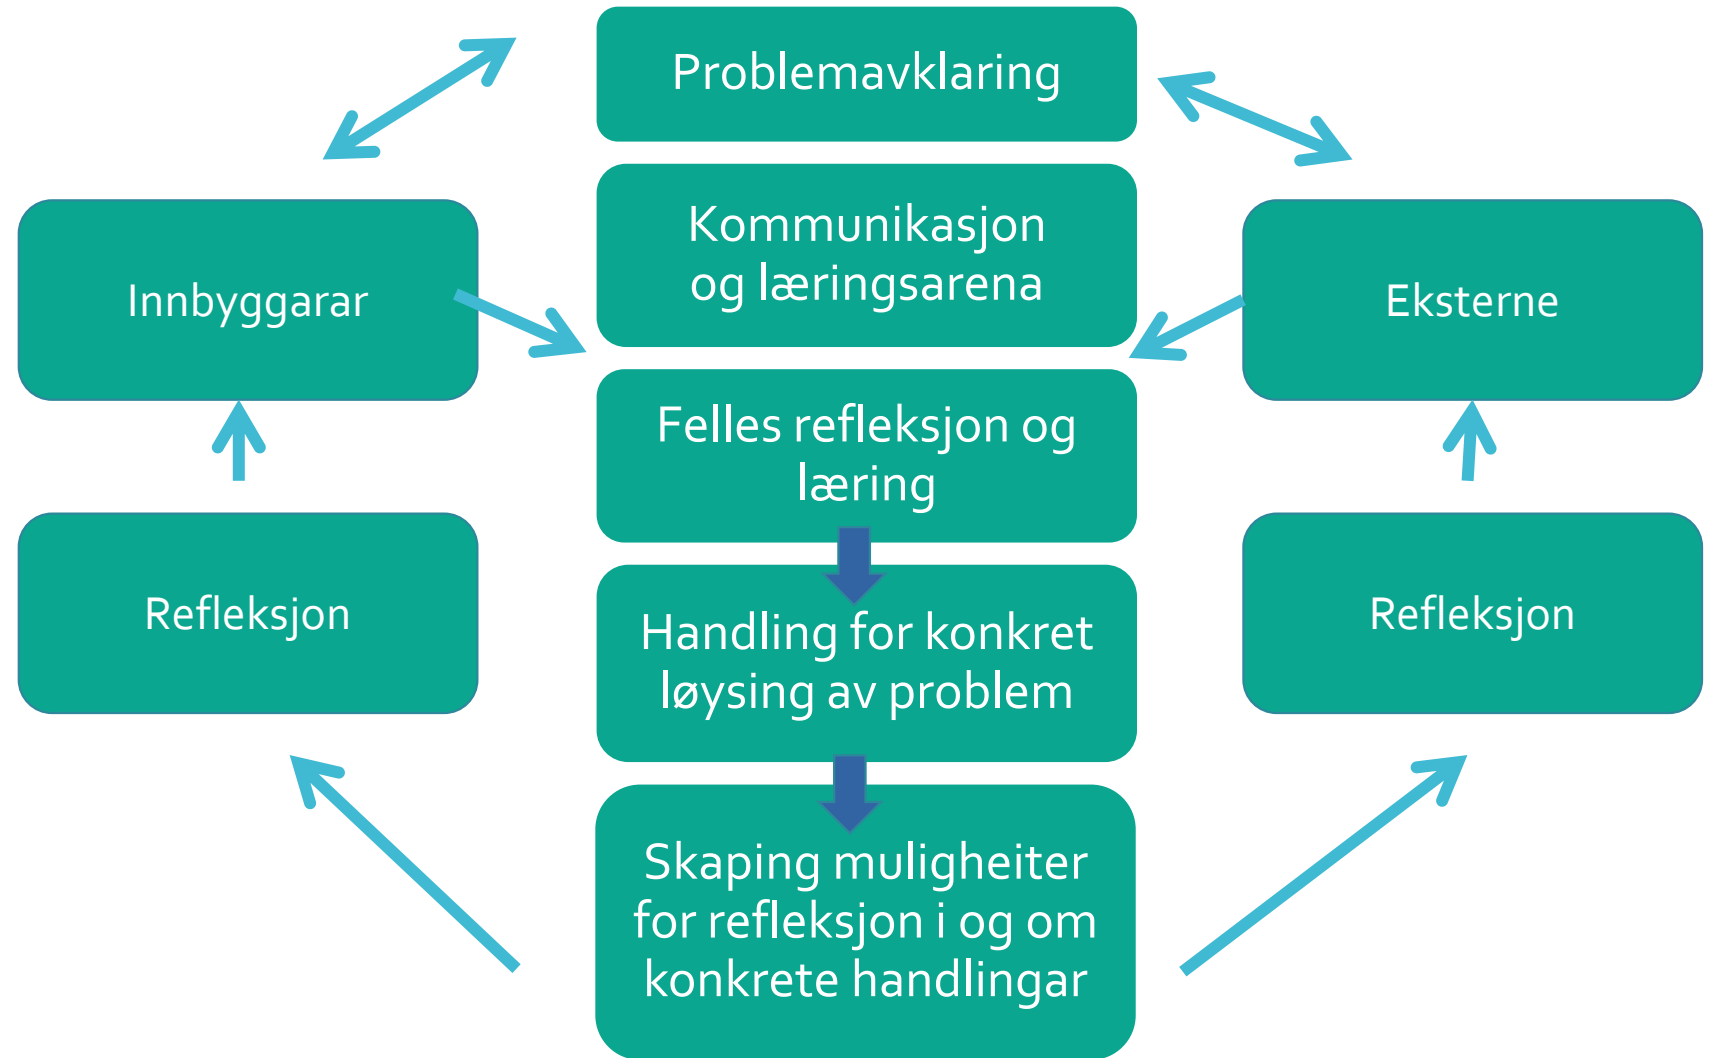 Problemavklaring
Kommunikasjon
og læringsarena
Innbyggarar
Eksterne
Felles refleksjon og
læring
Refleksjon
Handling for konkret
løysing av problem
Refleksjon
Skaping muligheiter
for refleksjon i og om
konkrete handlingar